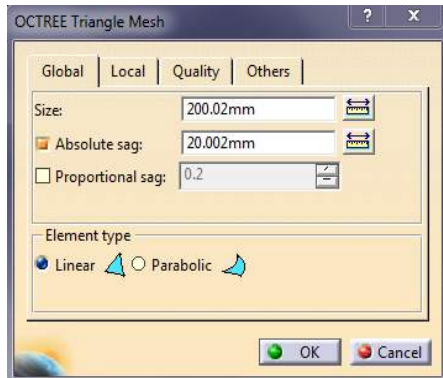 OCTREE Triangle Mesh ? X
Global Local Quality Others
Size: 200.02mm
Absolute sag: 20.002mm
Proportional sag: 0.2
Element type
Linear Parabolic
OK Cancel